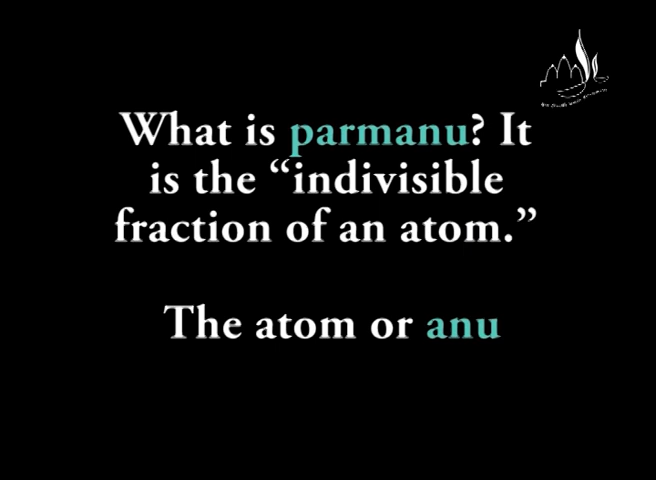 What is parmanu? It
is the “indivisible
fraction of an atom.”
The atom or anu